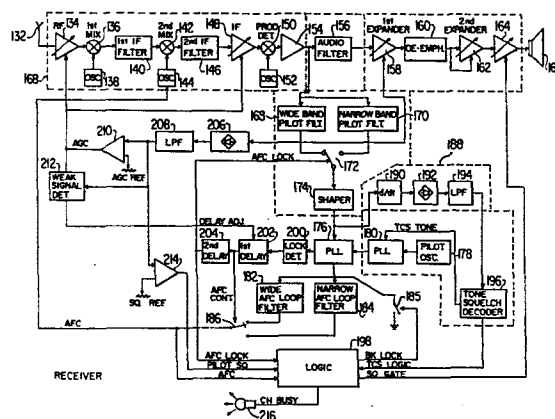 RF 134
1ST MIX 136
2ND MIX 142
148 IF
PROD DET 150
154
156
1ST EXPANDER
160
2ND EXPANDER
164
132
1ST IF FILTER
2ND IF FILTER
AUDIO FILTER
DE-EMPH.
158
162
OSC 138
140
OSC 144
146
OSC 152
168
210
208
206
168
WIDE BAND PILOT FILT.
NARROW BAND PILOT FILT.
170
188
AGC
LPF
212
AGC REF
AFC LOCK
172
190
192
194
WEAK SIGNAL DET.
SHAPER
174
LPF
DELAY ADJ.
TCS TONE
204
202
200
176
180
2ND DELAY
1ST DELAY
LOCK DET.
PLL
PLL
PILOT OSC.
178
214
182
196
SQ REF
AFC CONT.
WIDE AFC LOOP FILTER
NARROW AFC LOOP FILTER
184
185
TONE SQUELCH DECODER
186
198
AFC
AFC LOCK
PILOT SQ
AFC
LOGIC
BK LOCK
TCS LOGIC
SQ GATE
RECEIVER
CH BUSY
216